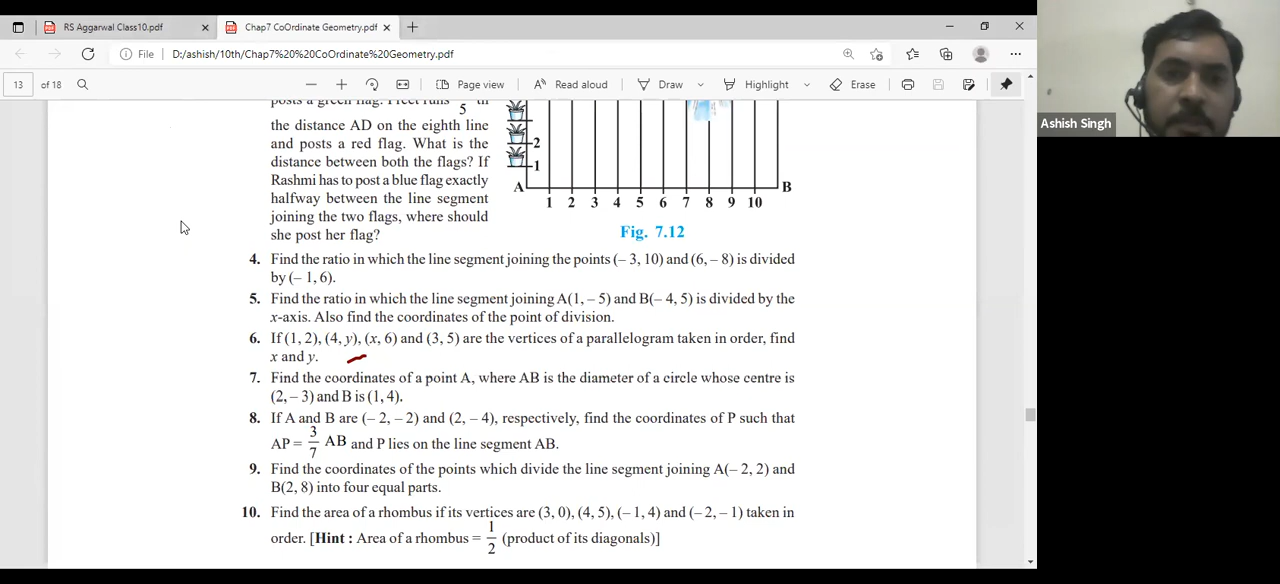 RS Aggarwal Class10.pdf
Chap7 CoOrdinate Geometry.pdf
File D:/ashish/10th/Chap7%20%20CoOrdinate%20Geometry.pdf
13 of 18 Page view Read aloud Draw Highlight Erase
Ashish Singh
5
the distance AD on the eighth line
and posts a red flag. What is the
distance between both the flags? If
Rashmi has to post a blue flag exactly
halfway between the line segment
joining the two flags, where should
she post her flag?
2
1
A B
1 2 3 4 5 6 7 8 9 10
Fig. 7.12
4. Find the ratio in which the line segment joining the points (– 3, 10) and (6, – 8) is divided
by (– 1, 6).
5. Find the ratio in which the line segment joining A(1, – 5) and B(– 4, 5) is divided by the
x-axis. Also find the coordinates of the point of division.
6. If (1, 2), (4, y), (x, 6) and (3, 5) are the vertices of a parallelogram taken in order, find
x and y.
7. Find the coordinates of a point A, where AB is the diameter of a circle whose centre is
(2, – 3) and B is (1, 4).
8. If A and B are (– 2, – 2) and (2, – 4), respectively, find the coordinates of P such that
AP = 3/7 AB and P lies on the line segment AB.
9. Find the coordinates of the points which divide the line segment joining A(– 2, 2) and
B(2, 8) into four equal parts.
10. Find the area of a rhombus if its vertices are (3, 0), (4, 5), (– 1, 4) and (– 2, – 1) taken in
order. [Hint : Area of a rhombus = 1/2 (product of its diagonals)]